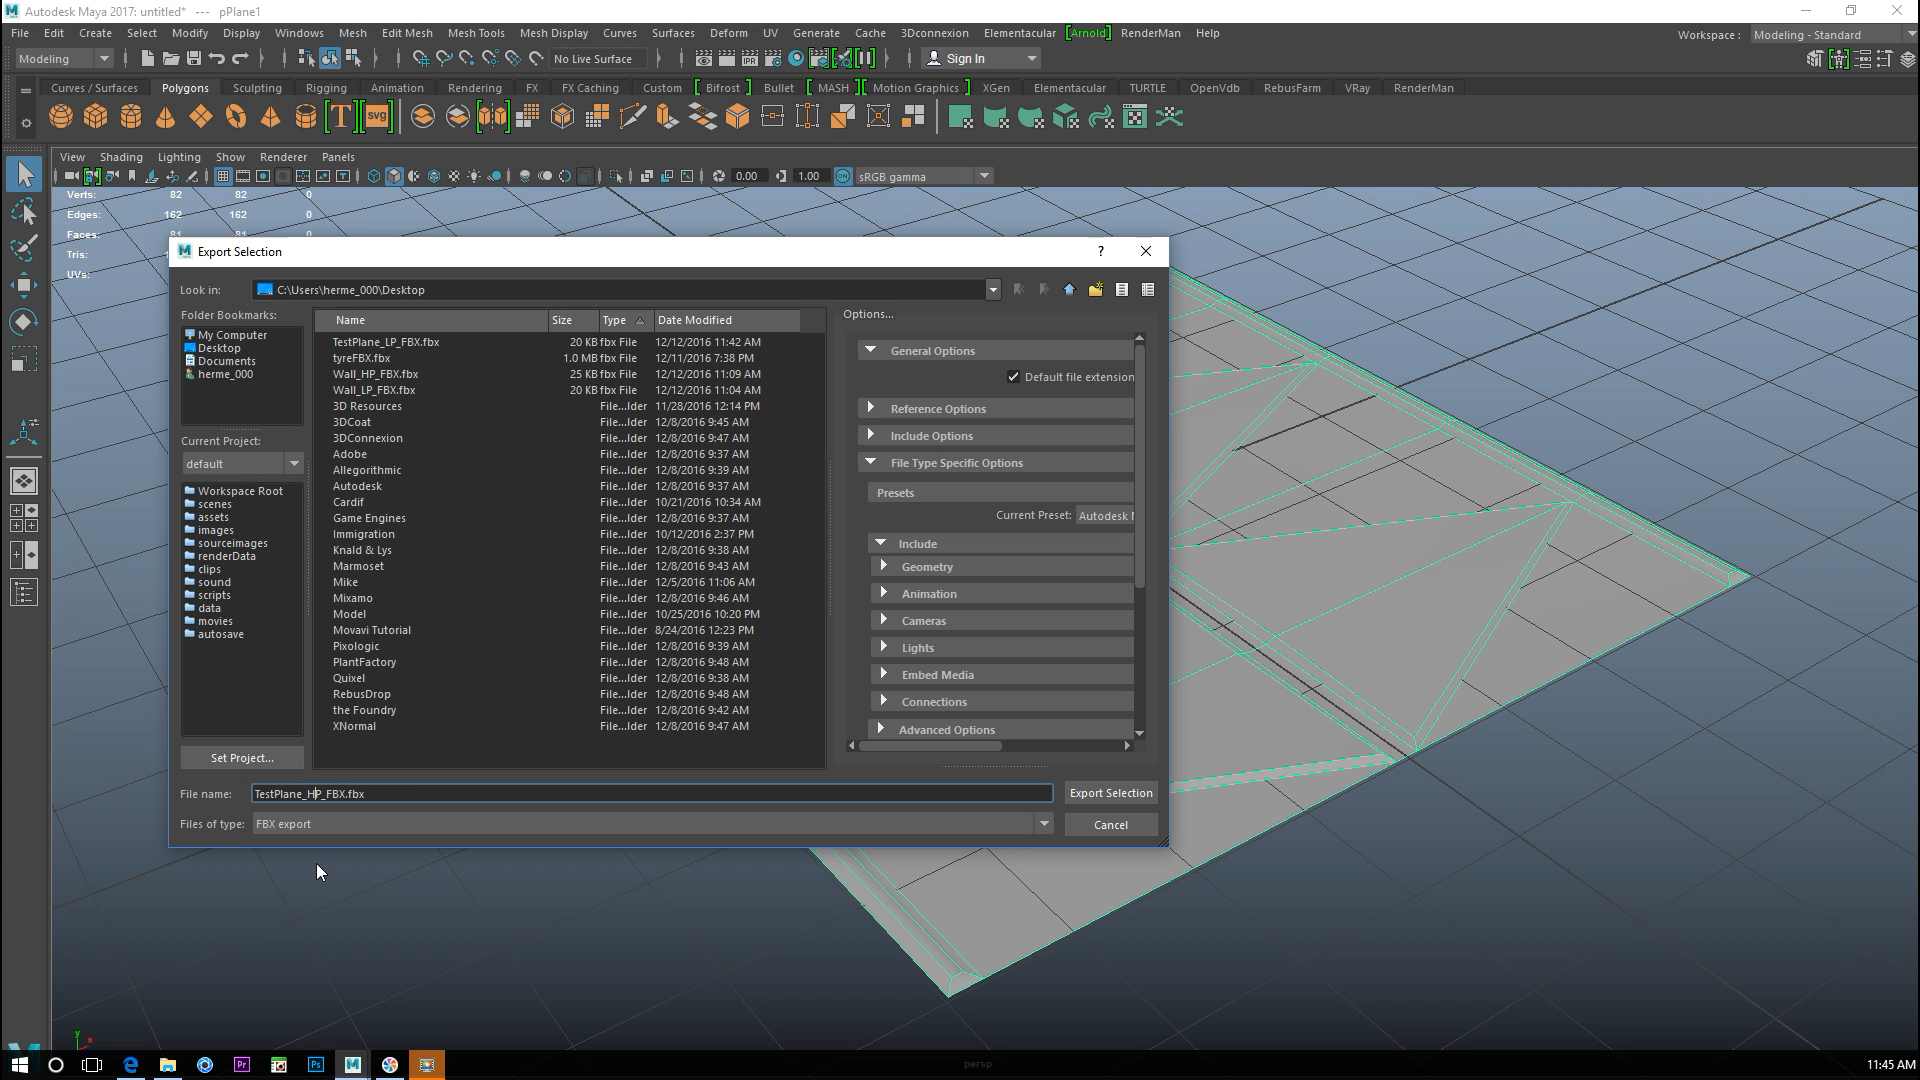 Autodesk Maya 2017: untitled*   ---   pPlane1
File Edit Create Select Modify Display Windows Mesh Edit Mesh Mesh Tools Mesh Display Curves Surfaces Deform UV Generate Cache 3Dconnexion Elementacular [Arnold] RenderMan Help
Workspace : Modeling - Standard
Modeling No Live Surface Sign In
Curves / Surfaces Polygons Sculpting Rigging Animation Rendering FX FX Caching Custom Bifrost Bullet MASH Motion Graphics XGen Elementacular TURTLE OpenVdb RebusFarm VRay RenderMan
T svg
View Shading Lighting Show Renderer Panels
0.00 1.00 ON sRGB gamma
Verts: 82 82 0
Edges: 162 162 0
Faces: 81 81 0
Tris:
UVs:
Export Selection ?
Look in: C:\Users\herme_000\Desktop
Folder Bookmarks:
My Computer
Desktop
Documents
herme_000
Current Project:
default
Workspace Root
scenes
assets
images
sourceimages
renderData
clips
sound
scripts
data
movies
autosave
Set Project...
Name Size Type Date Modified
TestPlane_LP_FBX.fbx 20 KB fbx File 12/12/2016 11:42 AM
tyreFBX.fbx 1.0 MB fbx File 12/11/2016 7:38 PM
Wall_HP_FBX.fbx 25 KB fbx File 12/12/2016 11:09 AM
Wall_LP_FBX.fbx 20 KB fbx File 12/12/2016 11:04 AM
3D Resources File...lder 11/28/2016 12:14 PM
3DCoat File...lder 12/8/2016 9:45 AM
3DConnexion File...lder 12/8/2016 9:47 AM
Adobe File...lder 12/8/2016 9:37 AM
Allegorithmic File...lder 12/8/2016 9:39 AM
Autodesk File...lder 12/8/2016 9:37 AM
Cardif File...lder 10/21/2016 10:34 AM
Game Engines File...lder 12/8/2016 9:37 AM
Immigration File...lder 10/12/2016 2:37 PM
Knald & Lys File...lder 12/8/2016 9:38 AM
Marmoset File...lder 12/8/2016 9:43 AM
Mike File...lder 12/5/2016 11:06 AM
Mixamo File...lder 12/8/2016 9:46 AM
Model File...lder 10/25/2016 10:20 PM
Movavi Tutorial File...lder 8/24/2016 12:23 PM
Pixologic File...lder 12/8/2016 9:39 AM
PlantFactory File...lder 12/8/2016 9:48 AM
Quixel File...lder 12/8/2016 9:38 AM
RebusDrop File...lder 12/8/2016 9:48 AM
the Foundry File...lder 12/8/2016 9:42 AM
XNormal File...lder 12/8/2016 9:47 AM
Options...
General Options
Default file extension
Reference Options
Include Options
File Type Specific Options
Presets
Current Preset: Autodesk
Include
Geometry
Animation
Cameras
Lights
Embed Media
Connections
Advanced Options
File name: TestPlane_HP_FBX.fbx Export Selection
Files of type: FBX export Cancel
y
x
persp
Pr Ps M
11:45 AM